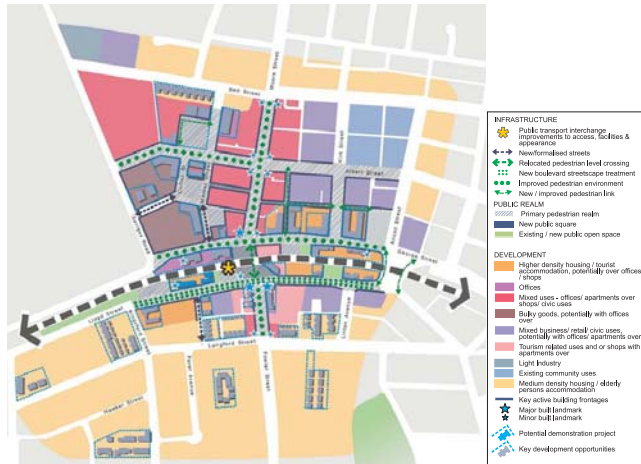 Bell Street
Moore Street
Kirk Street
Albert Street
Anzac Street
George Street
Lloyd Street
Langford Street
Hooker Street
Fowler Street
INFRASTRUCTURE
Public transport interchange
improvements to access, facilities &
appearance
New/formalised streets
Relocated pedestrian level crossing
New boulevard streetscape treatment
Improved pedestrian environment
New / improved pedestrian link
PUBLIC REALM
Primary pedestrian realm
New public square
Existing / new public open space
DEVELOPMENT
Higher density housing / tourist
accommodation, potentially over offices
/ shops
Offices
Mixed uses - offices/ apartments over
shops/ civic uses
Bulky goods, potentially with offices
over
Mixed business/ retail/ civic uses,
potentially with offices/ apartments over
Tourism related uses and or shops with
apartments over
Light Industry
Existing community uses
Medium density housing / elderly
persons accommodation
Key active building frontages
Major built landmark
Minor built landmark
Potential demonstration project
Key development opportunities